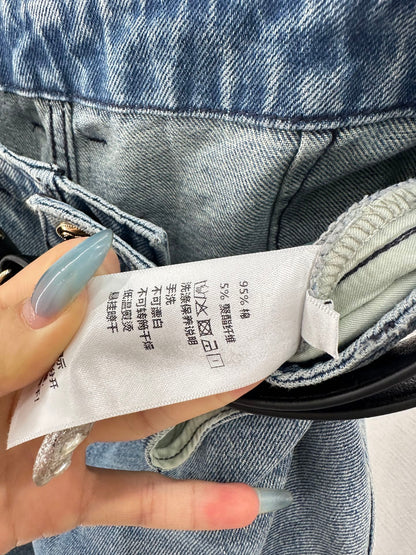 95% 棉
5% 聚酯纤维
洗涤保养说明
手洗
不可漂白
不可转筒干燥
低温熨烫
悬挂晾干